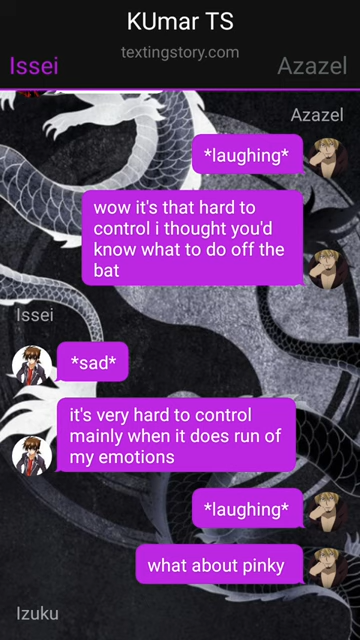 KUmar TS
textingstory.com
Issei
Azazel
Azazel
*laughing*
wow it's that hard to
control i thought you'd
know what to do off the
bat
Issei
*sad*
it's very hard to control
mainly when it does run of
my emotions
*laughing*
what about pinky
Izuku